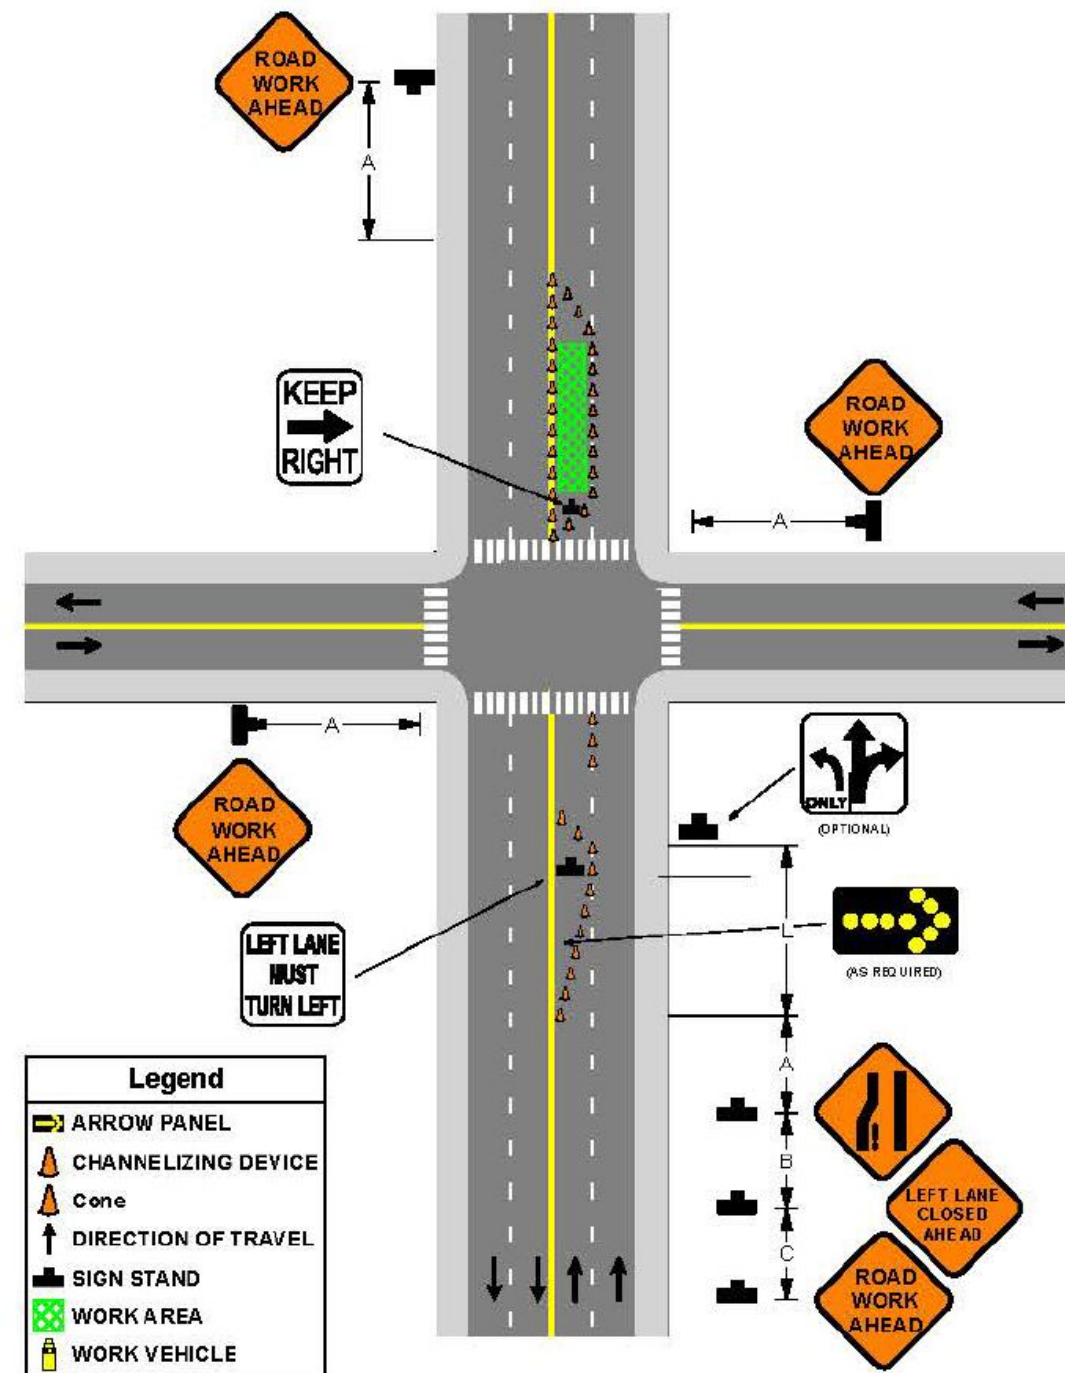 ROAD
WORK
AHEAD
A
KEEP
RIGHT
ROAD
WORK
AHEAD
A
A
ROAD
WORK
AHEAD
ONLY
(OPTIONAL)
LEFT LANE
MUST
TURN LEFT
L
(AS REQUIRED)
A
B
LEFT LANE
CLOSED
AHEAD
C
ROAD
WORK
AHEAD
Legend
ARROW PANEL
CHANNELIZING DEVICE
Cone
DIRECTION OF TRAVEL
SIGN STAND
WORK AREA
WORK VEHICLE